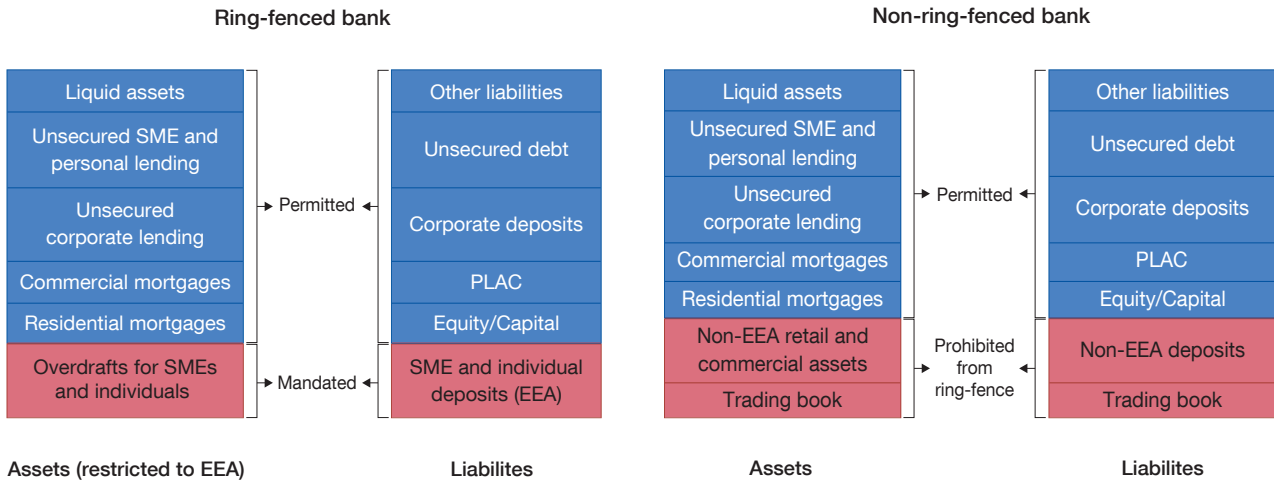 Ring-fenced bank
Liquid assets
Unsecured SME and
personal lending
Unsecured
corporate lending
Commercial mortgages
Residential mortgages
Overdrafts for SMEs
and individuals
Assets (restricted to EEA)
Permitted
Mandated
Other liabilities
Unsecured debt
Corporate deposits
PLAC
Equity/Capital
SME and individual
deposits (EEA)
Liabilites
Non-ring-fenced bank
Liquid assets
Unsecured SME and
personal lending
Unsecured
corporate lending
Commercial mortgages
Residential mortgages
Non-EEA retail and
commercial assets
Trading book
Assets
Permitted
Prohibited
from
ring-fence
Other liabilities
Unsecured debt
Corporate deposits
PLAC
Equity/Capital
Non-EEA deposits
Trading book
Liabilites